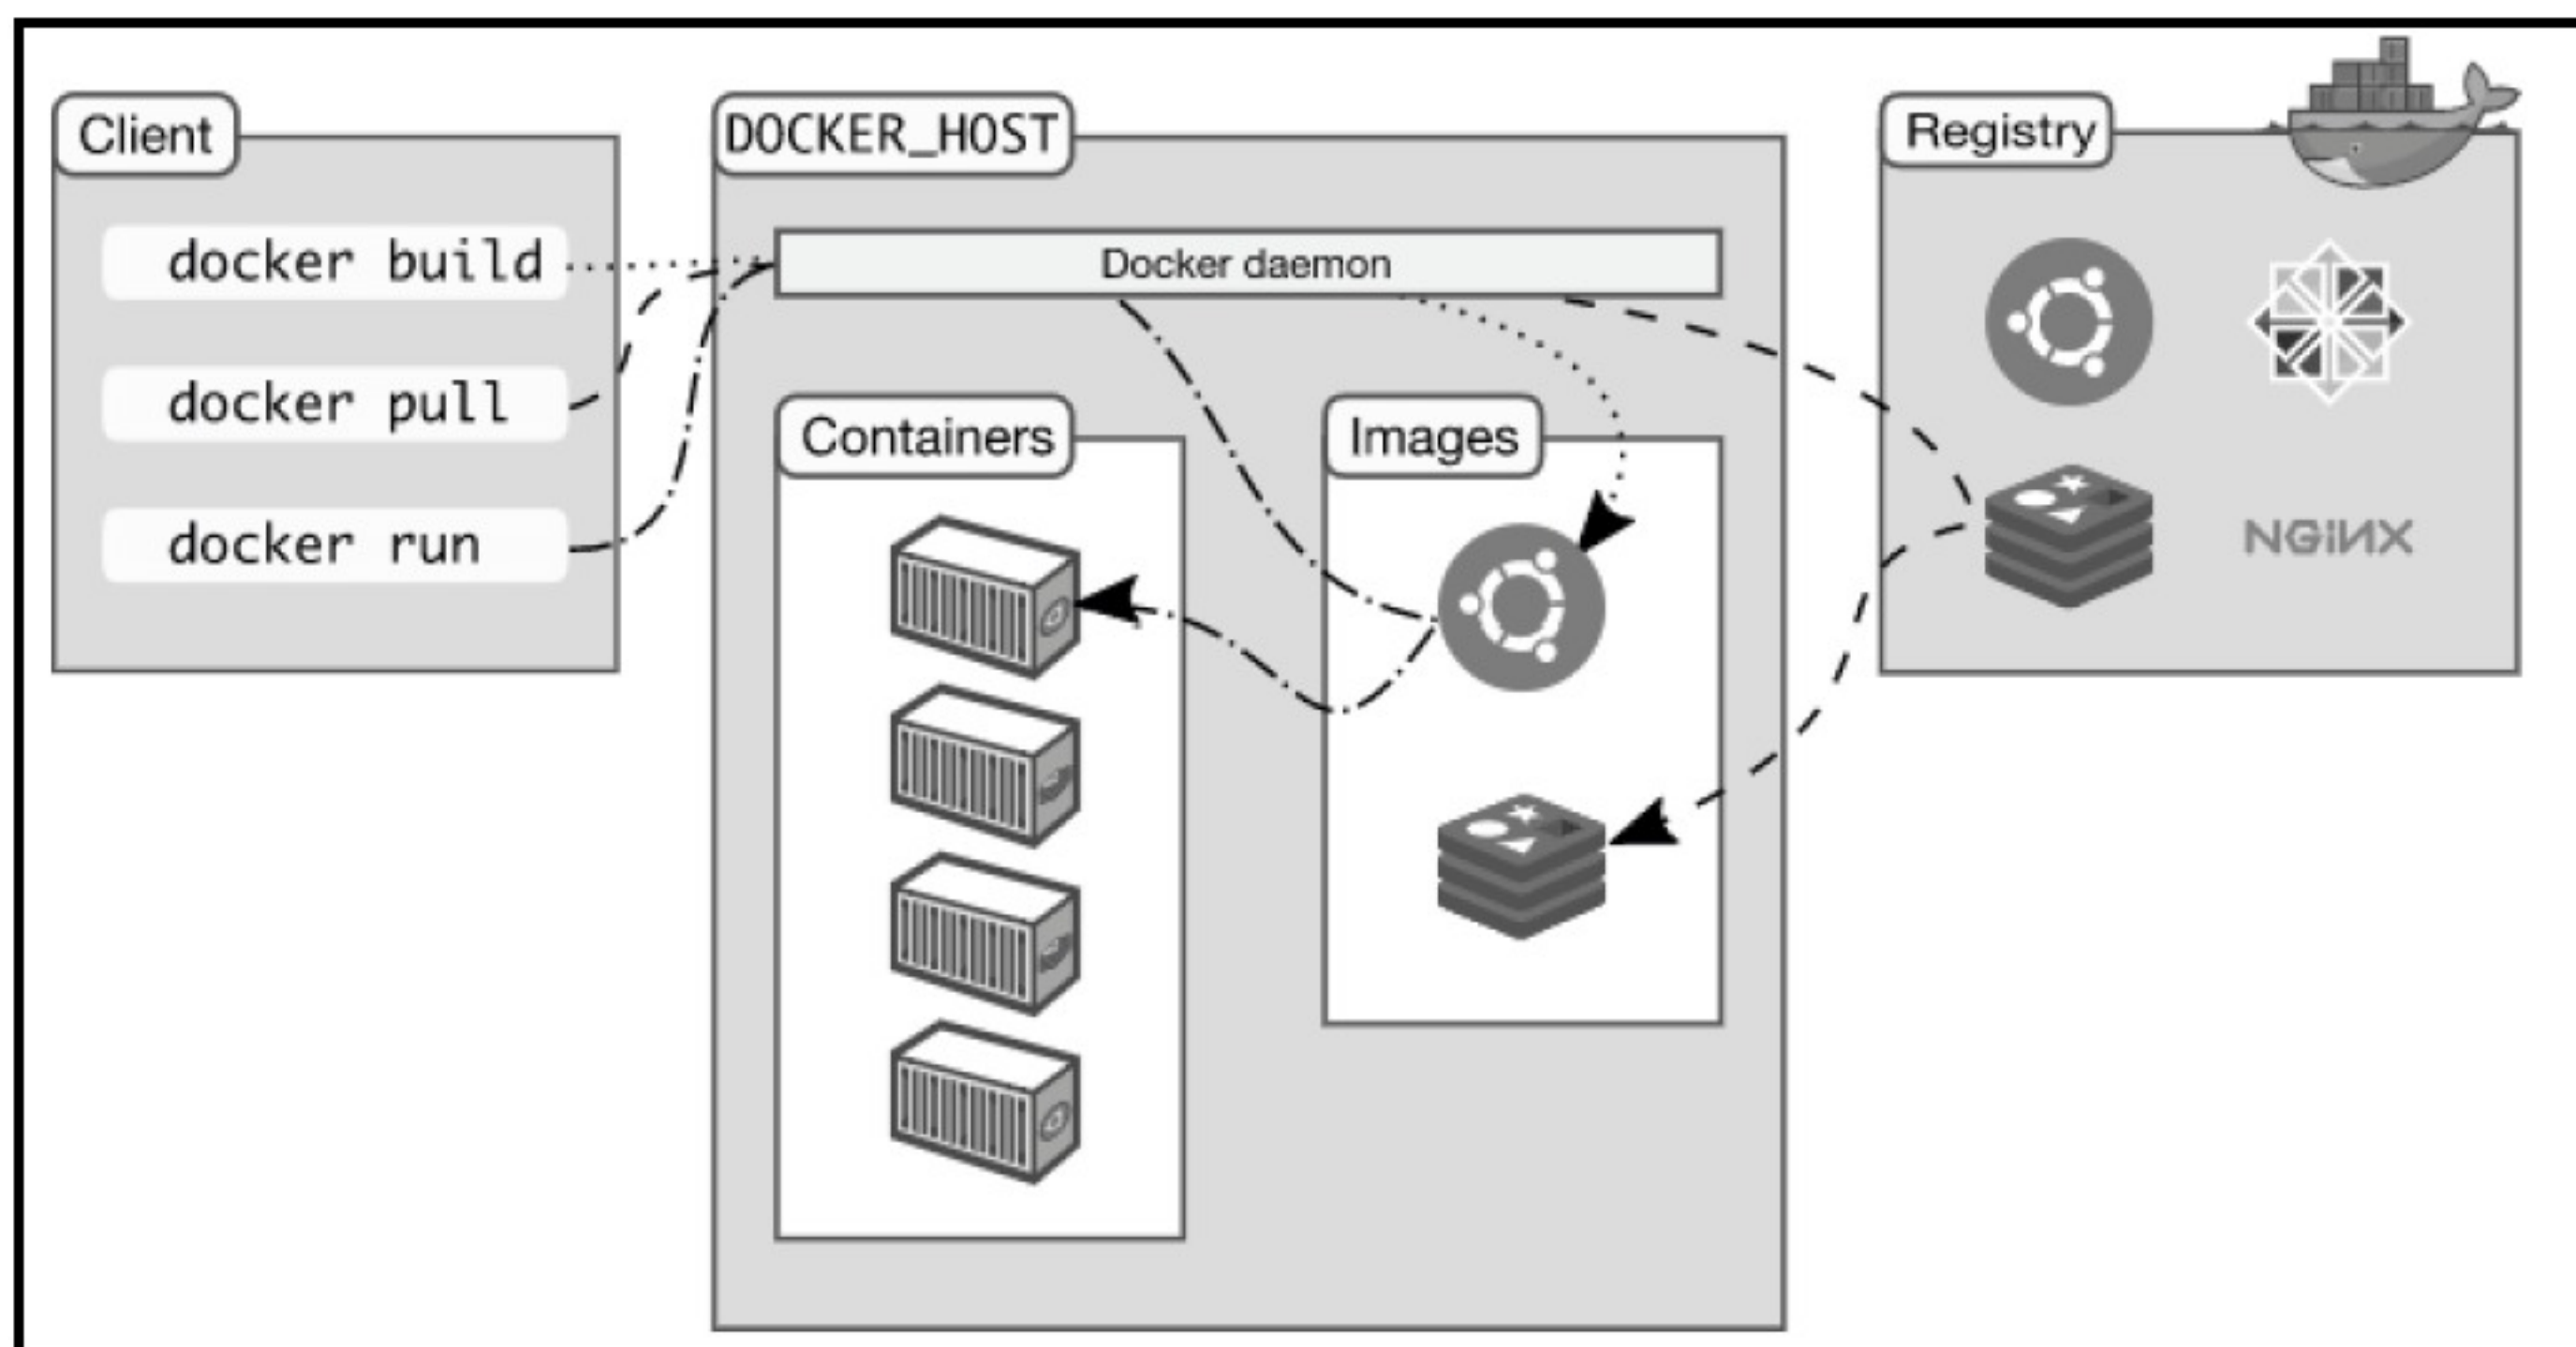 Client
docker build
docker pull
docker run
DOCKER_HOST
Docker daemon
Containers
Images
Registry
NGiNX